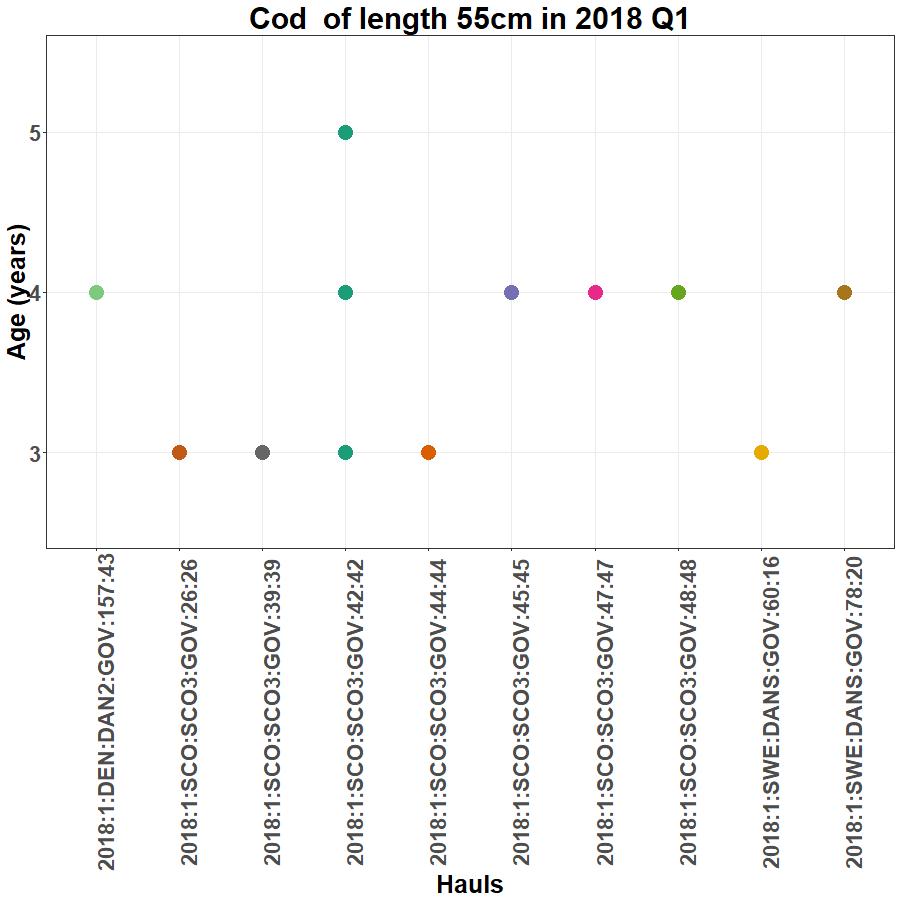 Cod  of length 55cm in 2018 Q1
Age (years)
5
4
3
2018:1:DEN:DAN2:GOV:157:43
2018:1:SCO:SCO3:GOV:26:26
2018:1:SCO:SCO3:GOV:39:39
2018:1:SCO:SCO3:GOV:42:42
2018:1:SCO:SCO3:GOV:44:44
2018:1:SCO:SCO3:GOV:45:45
2018:1:SCO:SCO3:GOV:47:47
2018:1:SCO:SCO3:GOV:48:48
2018:1:SWE:DANS:GOV:60:16
2018:1:SWE:DANS:GOV:78:20
Hauls